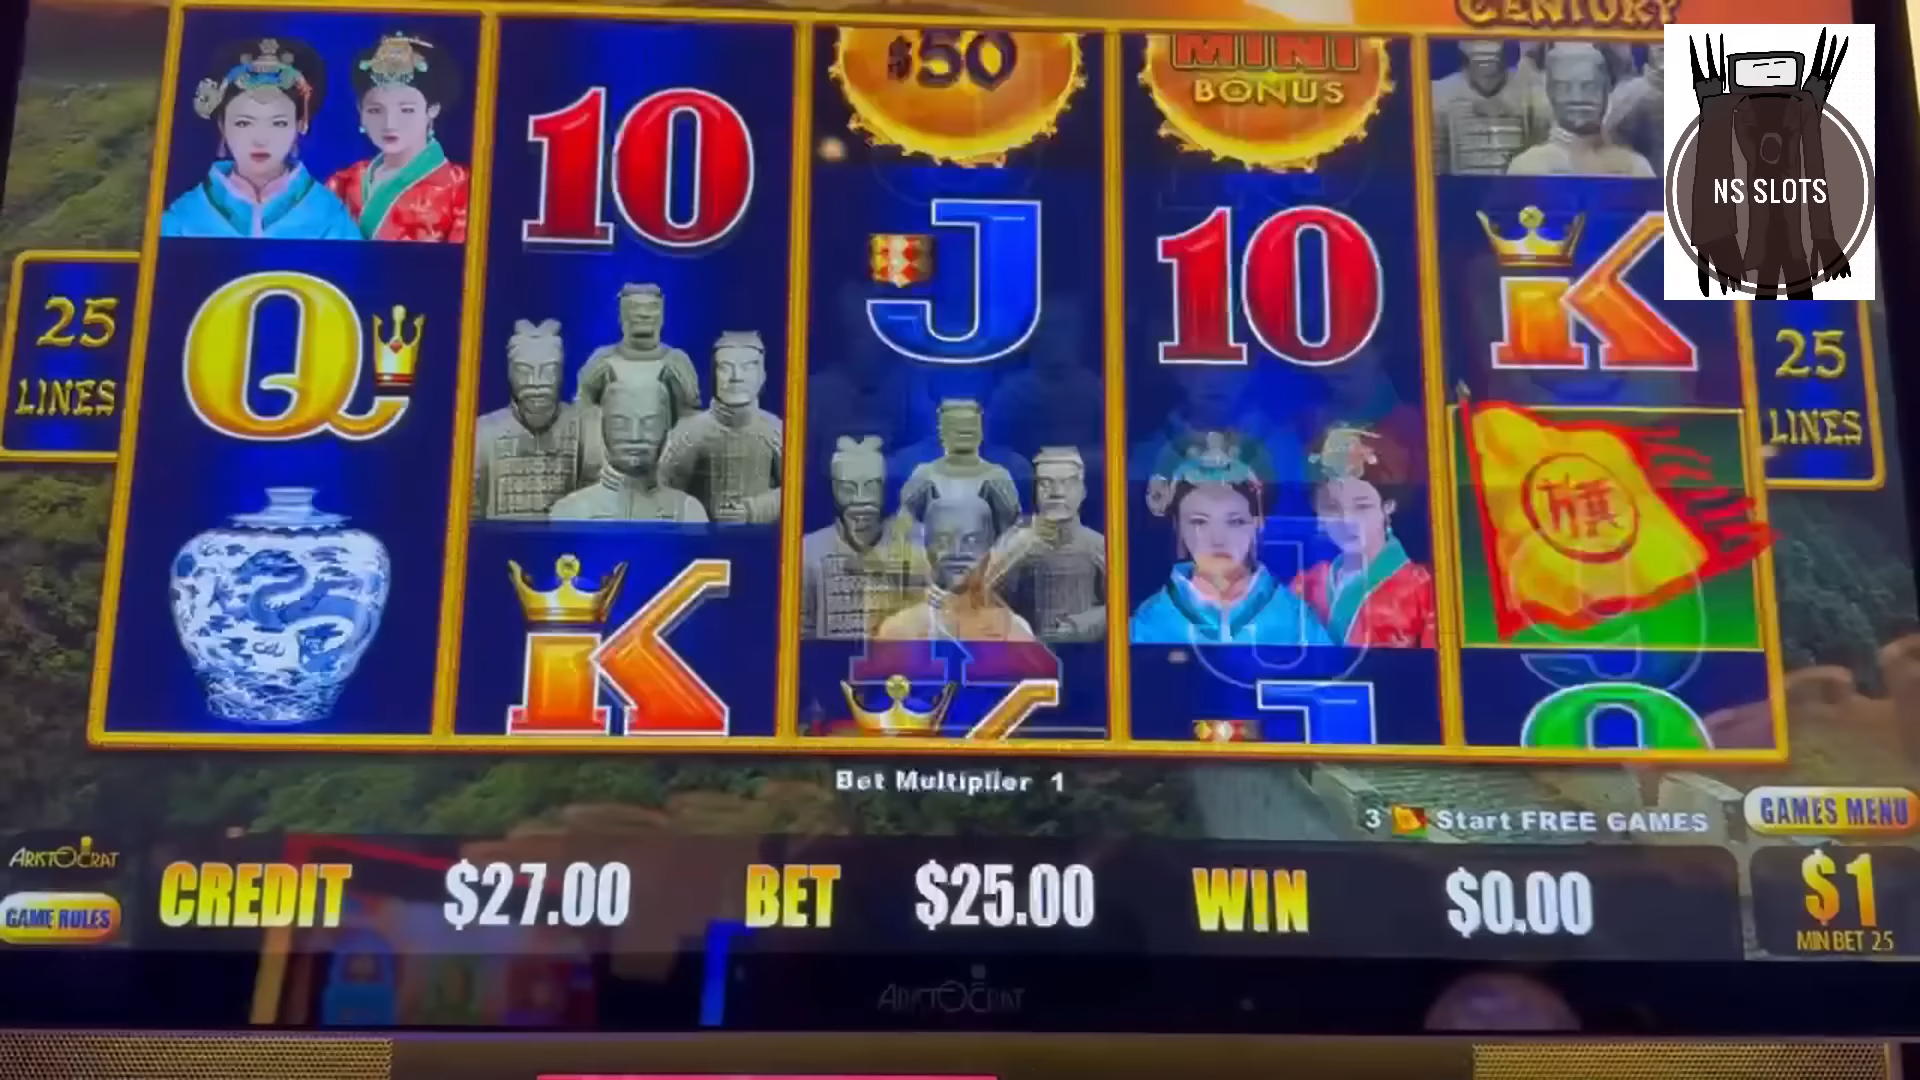 CENTURY
$50
MINI
BONUS
10
J
10
K
NS SLOTS
25
LINES
Q
旗
25
LINES
K
K
J
9
Bet Multiplier 1
3 Start FREE GAMES
GAMES MENU
ARISTOCRAT
GAME RULES
CREDIT $27.00 BET $25.00 WIN $0.00
$1
MIN BET 25
ARISTOCRAT